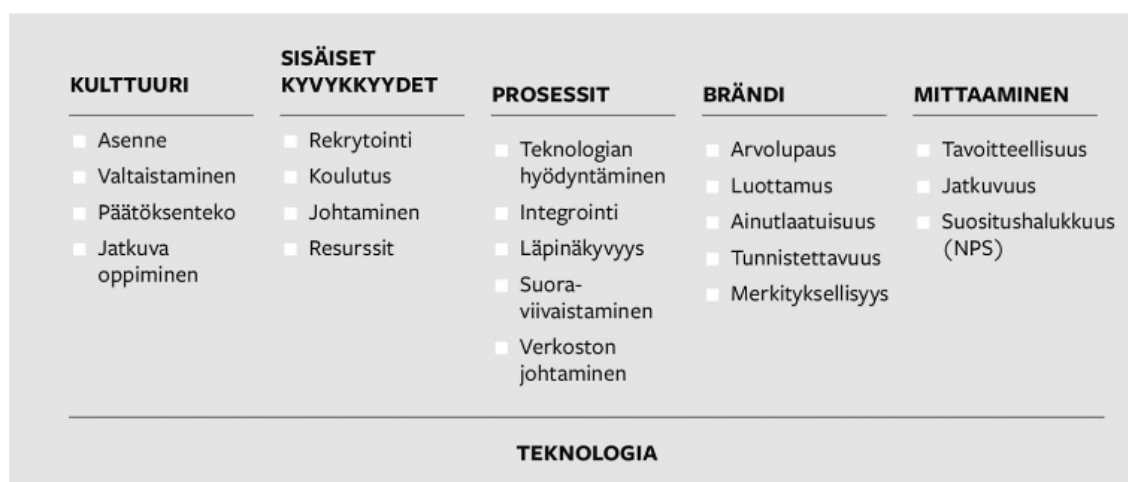 KULTTUURI
Asenne
Valtaistaminen
Päätöksenteko
Jatkuva
oppiminen
SISÄISET
KYVYKKYYDET
Rekrytointi
Koulutus
Johtaminen
Resurssit
PROSESSIT
Teknologian
hyödyntäminen
Integrointi
Läpinäkyvyys
Suora-
viivaistaminen
Verkoston
johtaminen
BRÄNDI
Arvolupaus
Luottamus
Ainutlaatuisuus
Tunnistettavuus
Merkityksellisyys
MITTAAMINEN
Tavoitteellisuus
Jatkuvuus
Suositushalukkuus
(NPS)
TEKNOLOGIA